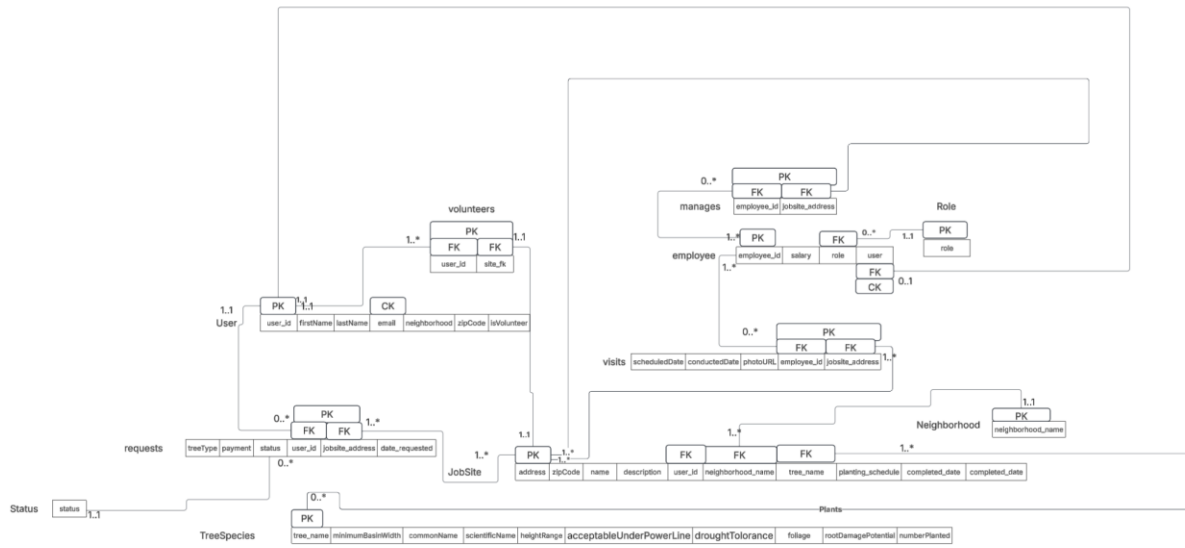 PK
0..*
FK FK
manages employee_id jobsite_address
Role
volunteers
PK
PK
0..*
1..1
role
1..*
1..1
FK FK
user_id site_fk
1..*
PK
FK
employee employee_id salary role user
1..*
FK
CK
0..1
1..1
PK
1..1
1..1
CK
User user_id firstName lastName email neighborhood zipCode isVolunteer
PK
0..*
FK FK
visits scheduledDate conductedDate photoURL employee_id jobsite_address
1..*
1..1
Neighborhood
PK
neighborhood_name
PK
0..*
FK FK
1..*
requests treeType payment status user_id jobsite_address date_requested
0..*
1..*
1..1
PK
1..*
1..*
FK FK FK
1..*
1..*
JobSite address zipCode name description user_id neighborhood_name tree_name planting_schedule completed_date completed_date
Status status
1..1
0..*
Plants
PK
TreeSpecies tree_name minimumBasinWidth commonName scientificName heightRange acceptableUnderPowerLine droughtTolorance foliage rootDamagePotential numberPlanted